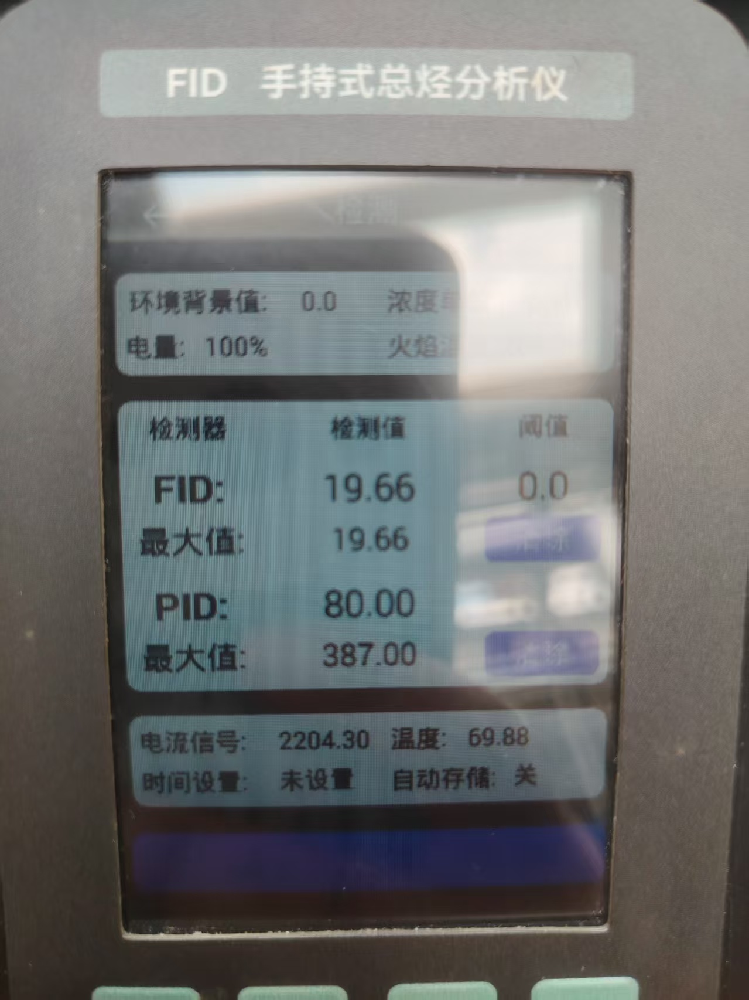 FID 手持式总烃分析仪
← 检测
环境背景值: 0.0 浓度
电量: 100% 火焰
检测器 检测值 阈值
FID: 19.66 0.0
最大值: 19.66 清除
PID: 80.00
最大值: 387.00 清除
电流信号: 2204.30 温度: 69.88
时间设置: 未设置 自动存储: 关